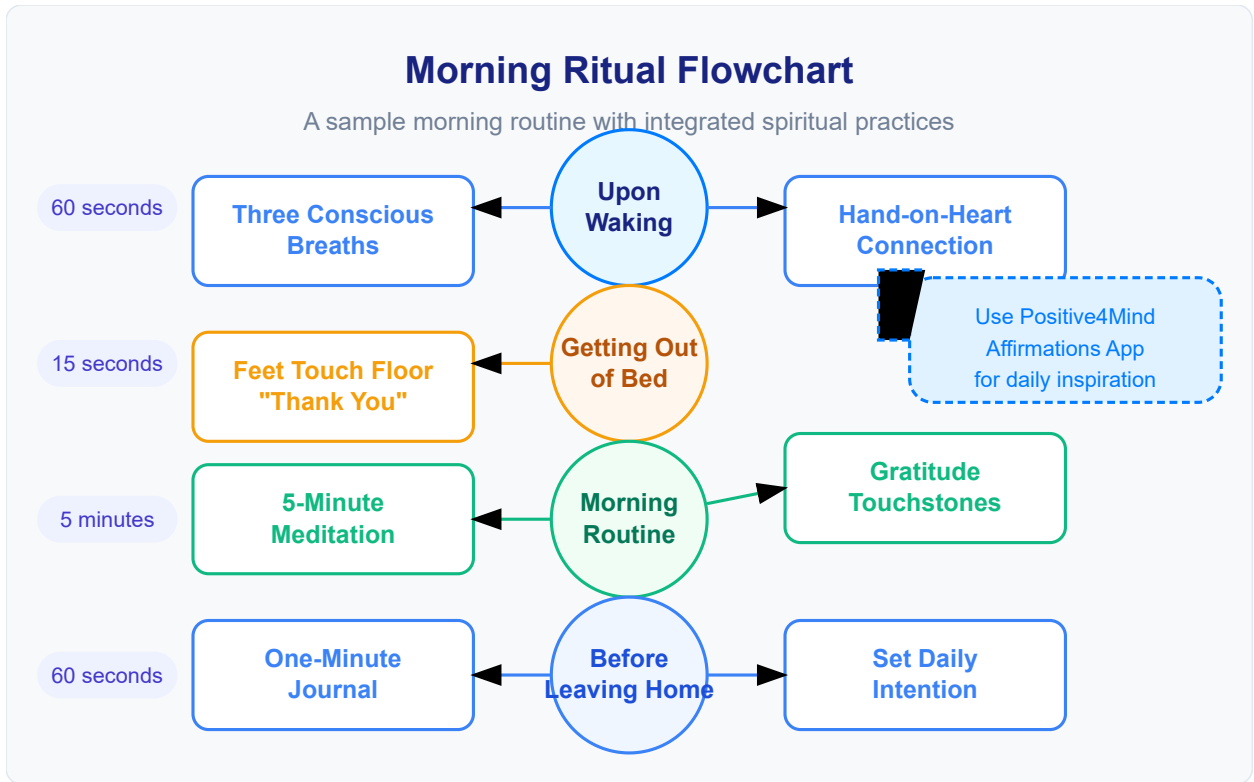 Morning Ritual Flowchart
A sample morning routine with integrated spiritual practices
60 seconds
Three Conscious
Breaths
Upon
Waking
Hand-on-Heart
Connection
Use Positive4Mind
Affirmations App
for daily inspiration
15 seconds
Feet Touch Floor
"Thank You"
Getting Out
of Bed
5 minutes
5-Minute
Meditation
Morning
Routine
Gratitude
Touchstones
60 seconds
One-Minute
Journal
Before
Leaving Home
Set Daily
Intention